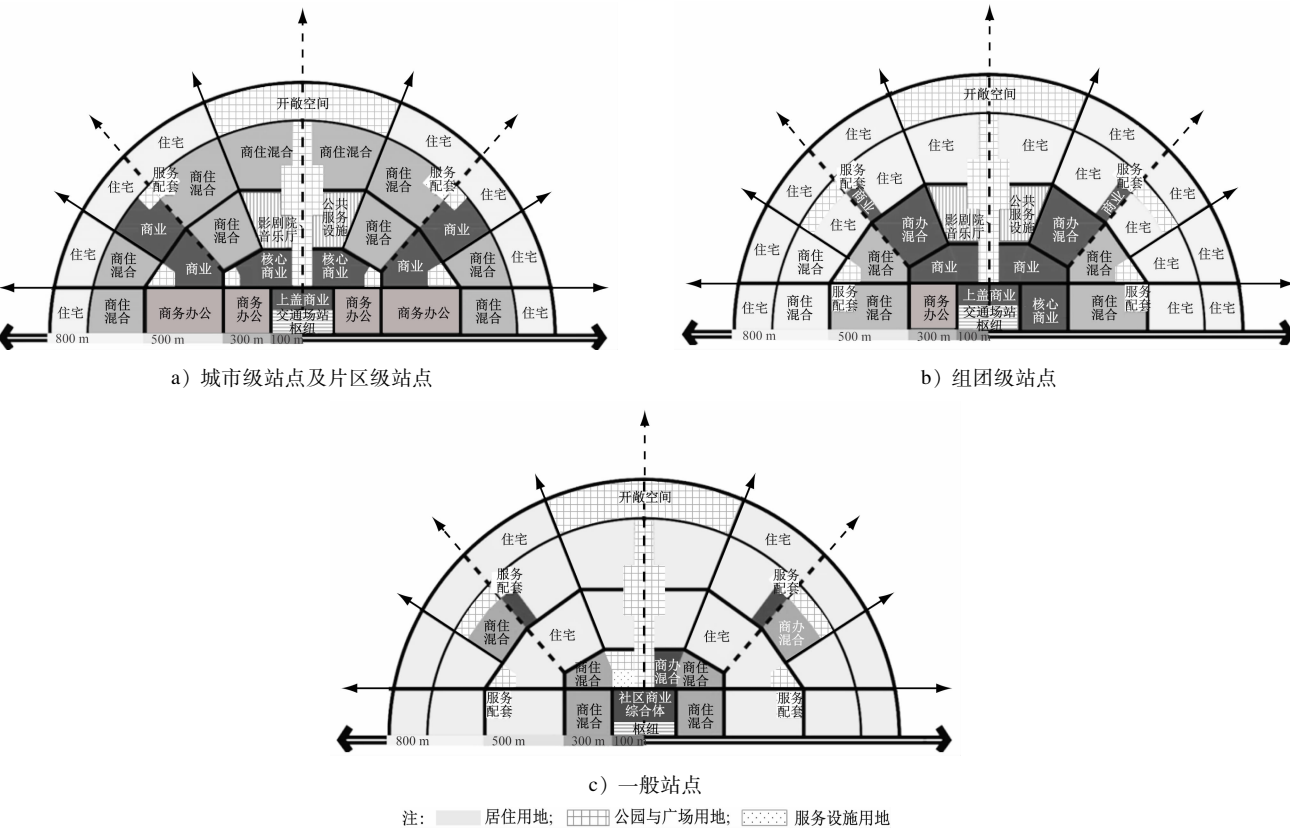 开敞空间
住宅
住宅
商住混合
商住混合
服务
配套
服务
配套
商住
混合
商住
混合
住宅
住宅
商业
商住
混合
影剧院
音乐厅
公共
服务
设施
商住
混合
商业
住宅
商住
混合
商业
核心
商业
核心
商业
商业
商住
混合
住宅
住宅
商住
混合
商务办公
商务
办公
上盖商业
交通场站
枢纽
商务
办公
商务办公
商住
混合
住宅
800 m
500 m
300 m
100 m
a）城市级站点及片区级站点
开敞空间
住宅
住宅
住宅
住宅
服务
配套
服务
配套
住宅
住宅
住宅
住宅
商业
商业
住宅
商办
混合
影剧院
音乐厅
公共
服务
设施
商办
混合
住宅
住宅
商住
混合
商住
混合
商业
商业
商住
混合
住宅
住宅
商住
混合
服务
配套
商住
混合
商务
办公
上盖商业
交通场站
枢纽
核心
商业
商住
混合
服务
配套
住宅
住宅
800 m
500 m
300 m
100 m
b）组团级站点
开敞空间
住宅
住宅
服务
配套
服务
配套
商住
混合
住宅
住宅
商办
混合
商住
混合
商办
混合
商住
混合
服务
配套
商住
混合
社区商业
综合体
枢纽
商住
混合
服务
配套
800 m
500 m
300 m
100 m
c）一般站点
注： 居住用地; 公园与广场用地; 服务设施用地